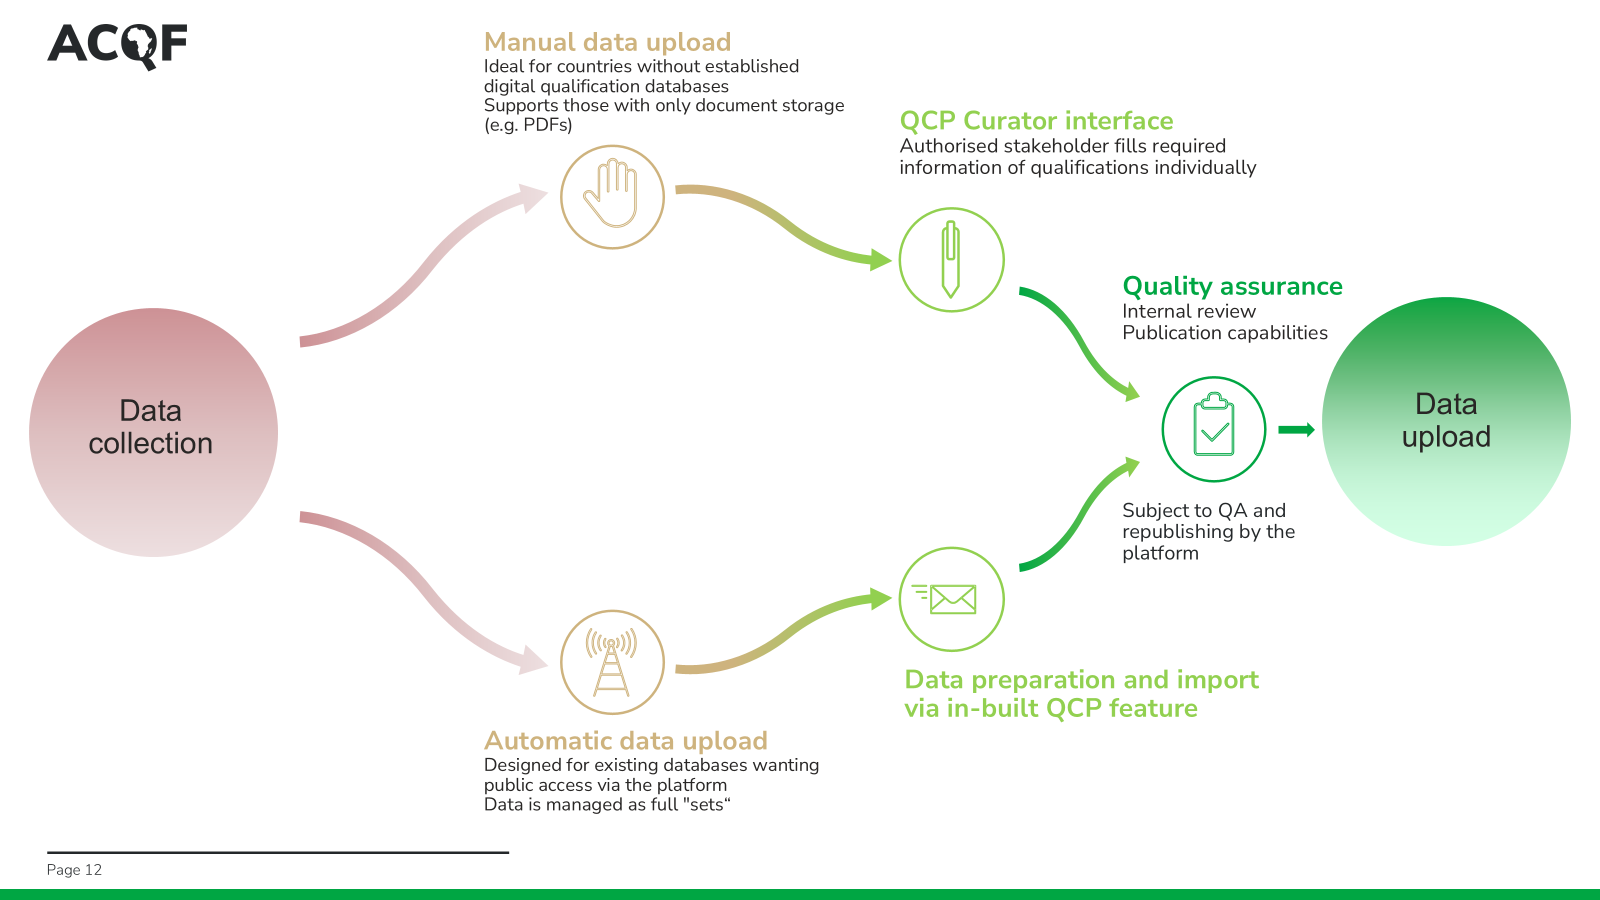 ACQF
Manual data upload
Ideal for countries without established
digital qualification databases
Supports those with only document storage
(e.g. PDFs)
QCP Curator interface
Authorised stakeholder fills required
information of qualifications individually
Quality assurance
Internal review
Publication capabilities
Data
collection
Data
upload
Subject to QA and
republishing by the
platform
Data preparation and import
via in-built QCP feature
Automatic data upload
Designed for existing databases wanting
public access via the platform
Data is managed as full "sets“
Page 12